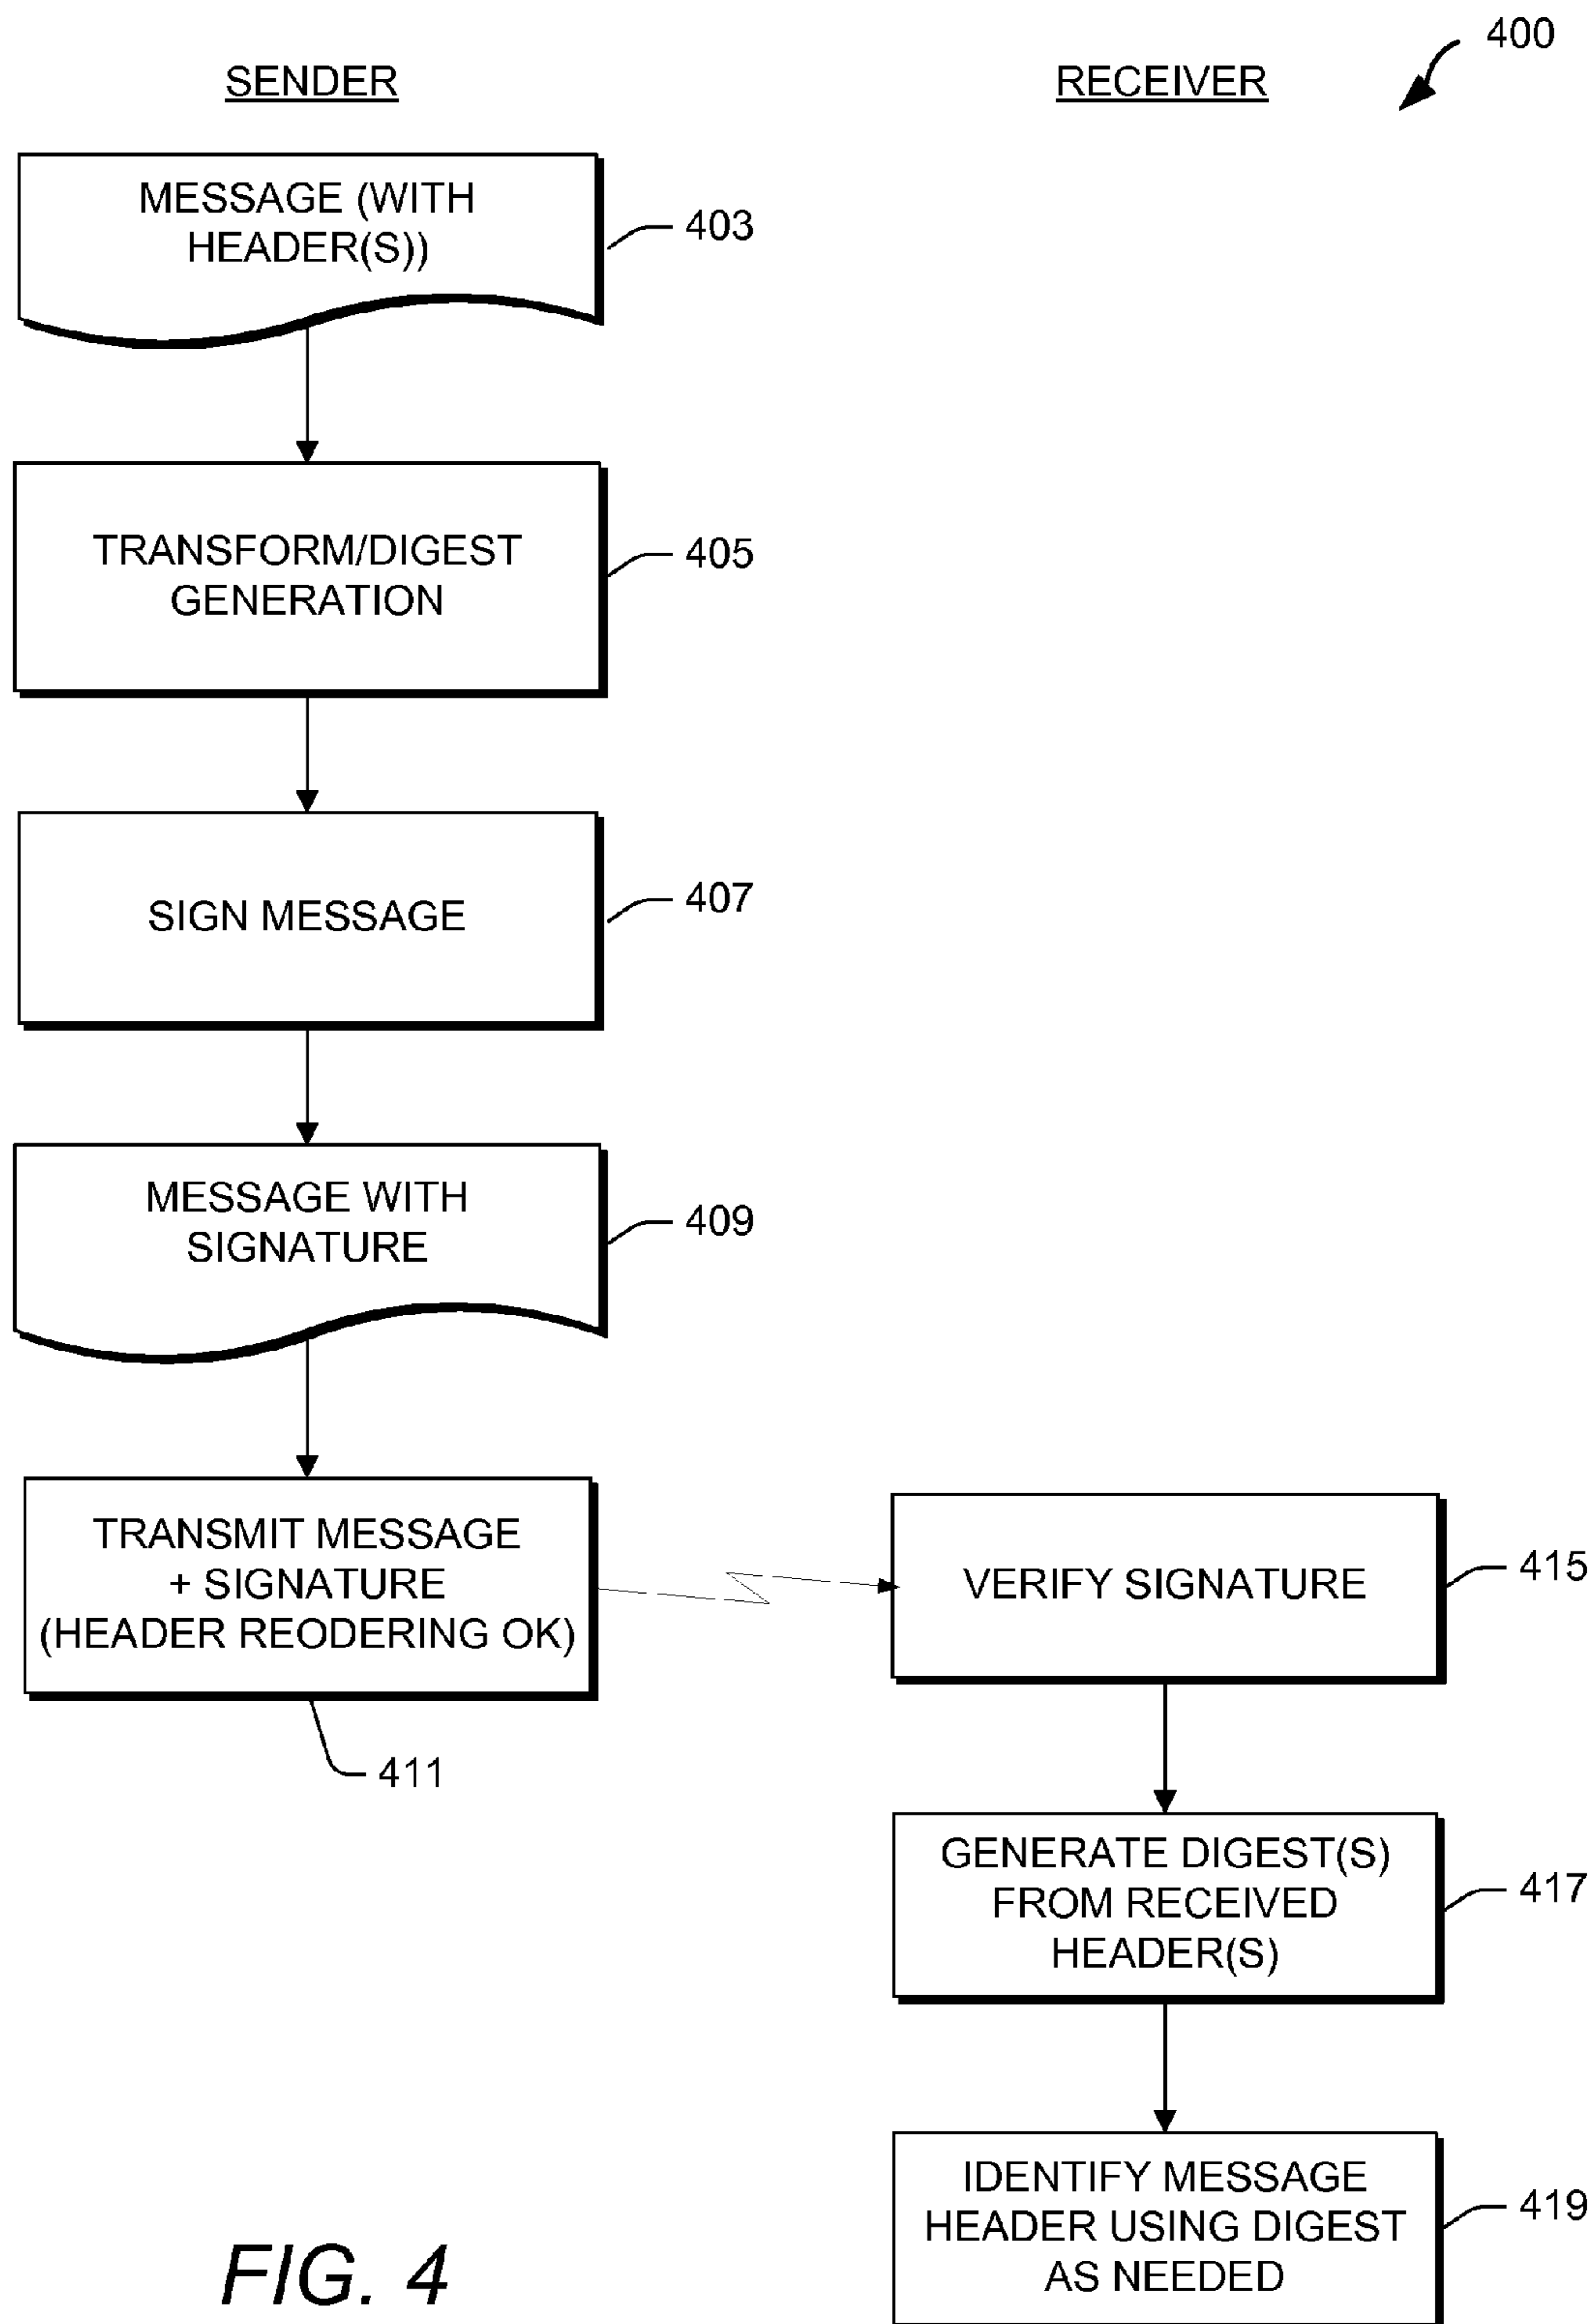 400
SENDER
RECEIVER
MESSAGE (WITH
HEADER(S))
403
TRANSFORM/DIGEST
GENERATION
405
SIGN MESSAGE
407
MESSAGE WITH
SIGNATURE
409
TRANSMIT MESSAGE
+ SIGNATURE
(HEADER REODERING OK)
411
VERIFY SIGNATURE
415
GENERATE DIGEST(S)
FROM RECEIVED
HEADER(S)
417
IDENTIFY MESSAGE
HEADER USING DIGEST
AS NEEDED
419
FIG. 4